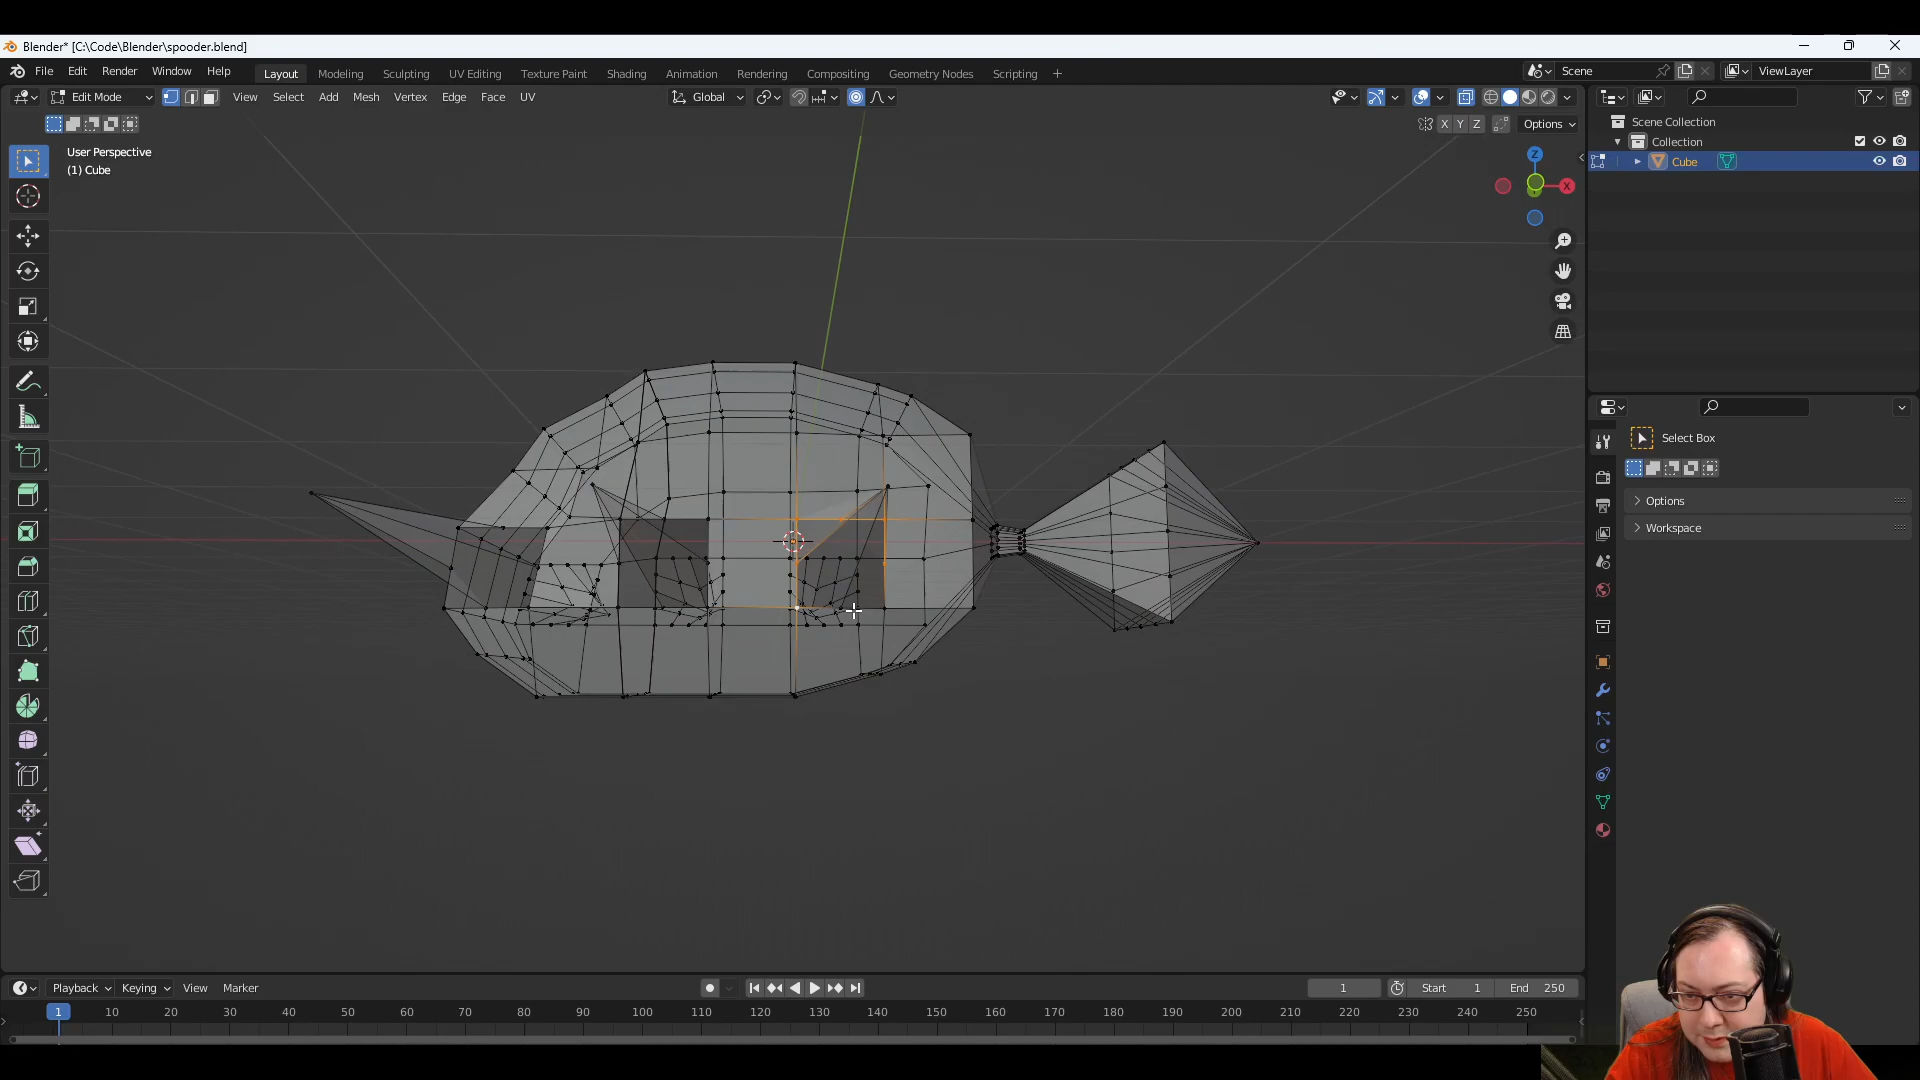 Blender* [C:\Code\Blender\spooder.blend]
File Edit Render Window Help
Layout Modeling Sculpting UV Editing Texture Paint Shading Animation Rendering Compositing Geometry Nodes Scripting +
Scene ViewLayer
Edit Mode View Select Add Mesh Vertex Edge Face UV Global
X Y Z Options
User Perspective
(1) Cube
Z
X
Scene Collection
Collection
Cube
Select Box
Options
Workspace
Playback Keying View Marker 1 Start 1 End 250
1 10 20 30 40 50 60 70 80 90 100 110 120 130 140 150 160 170 180 190 200 210 220 230 240 250